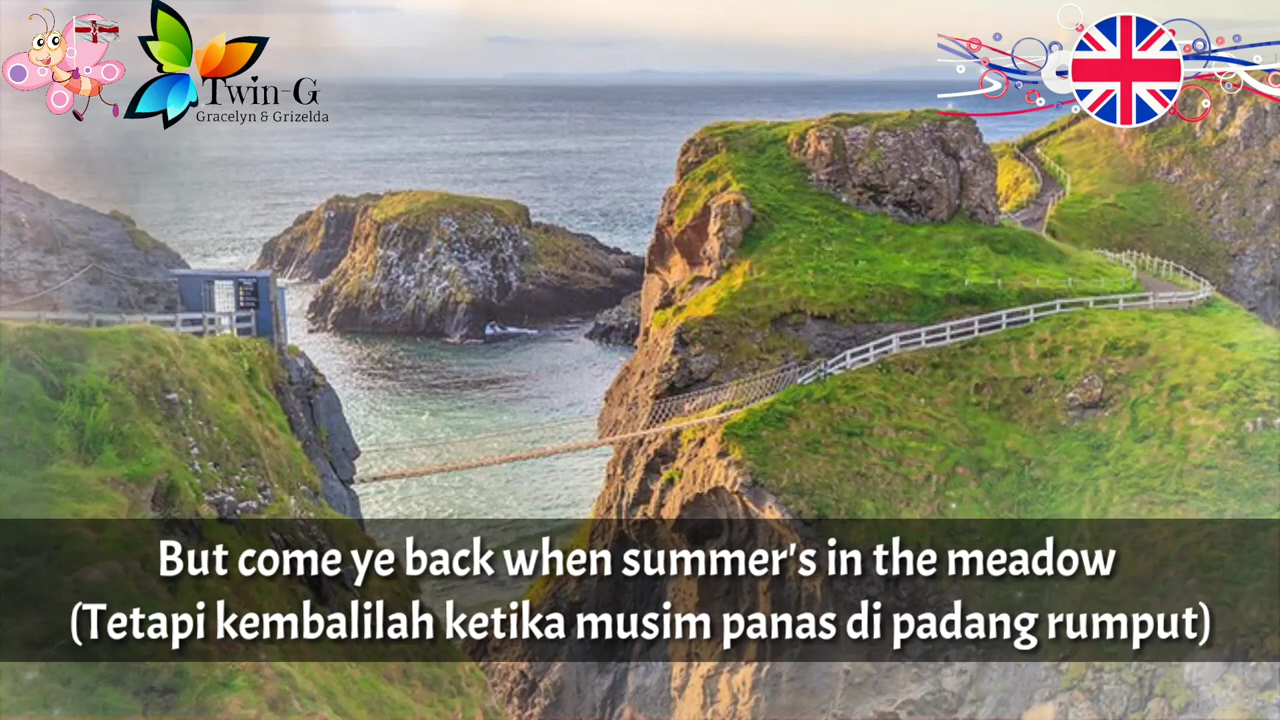 Twin-G
Gracelyn & Grizelda
But come ye back when summer's in the meadow
(Tetapi kembalilah ketika musim panas di padang rumput)